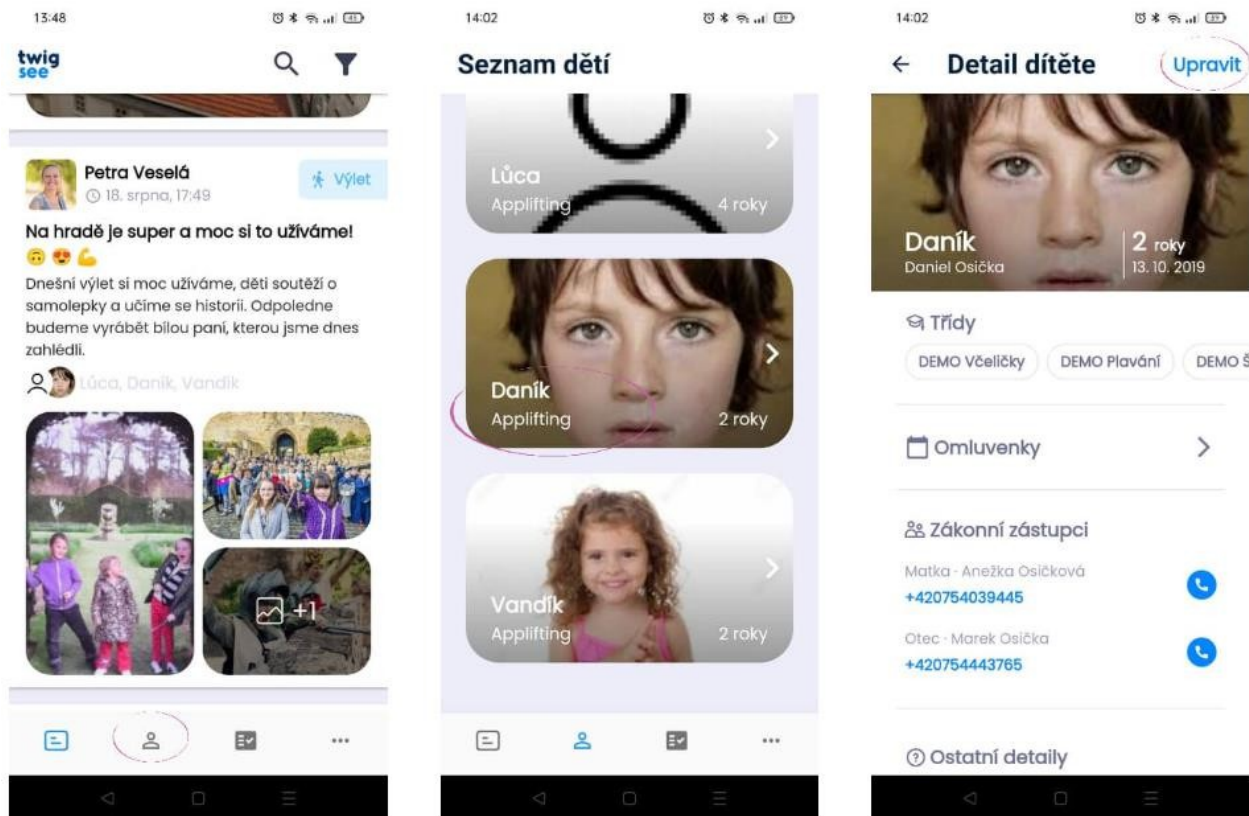 13:48
twig
see
Petra Veselá
18. srpna, 17:49
Výlet
Na hradě je super a moc si to užíváme!
🙃 😍 💪
Dnešní výlet si moc užíváme, děti soutěží o
samolepky a učíme se historii. Odpoledne
budeme vyrábět bílou paní, kterou jsme dnes
zahlédli.
Lůca, Daník, Vandík
+1
14:02
Seznam dětí
Lůca
Applifting
4 roky
Daník
Applifting
2 roky
Vandík
Applifting
2 roky
14:02
Detail dítěte
Upravit
Daník
Daniel Osička
2 roky
13. 10. 2019
Třídy
DEMO Včeličky
DEMO Plavání
DEMO Š
Omluvenky
Zákonní zástupci
Matka · Anežka Osičková
+420754039445
Otec · Marek Osička
+420754443765
Ostatní detaily